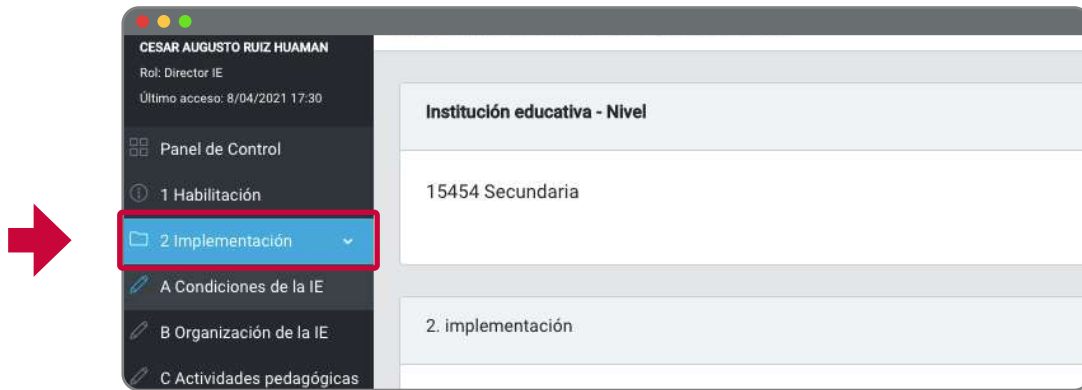 CESAR AUGUSTO RUIZ HUAMAN
Rol: Director IE
Último acceso: 8/04/2021 17:30
Panel de Control
1 Habilitación
2 Implementación
A Condiciones de la IE
B Organización de la IE
C Actividades pedagógicas
Institución educativa - Nivel
15454 Secundaria
2. implementación